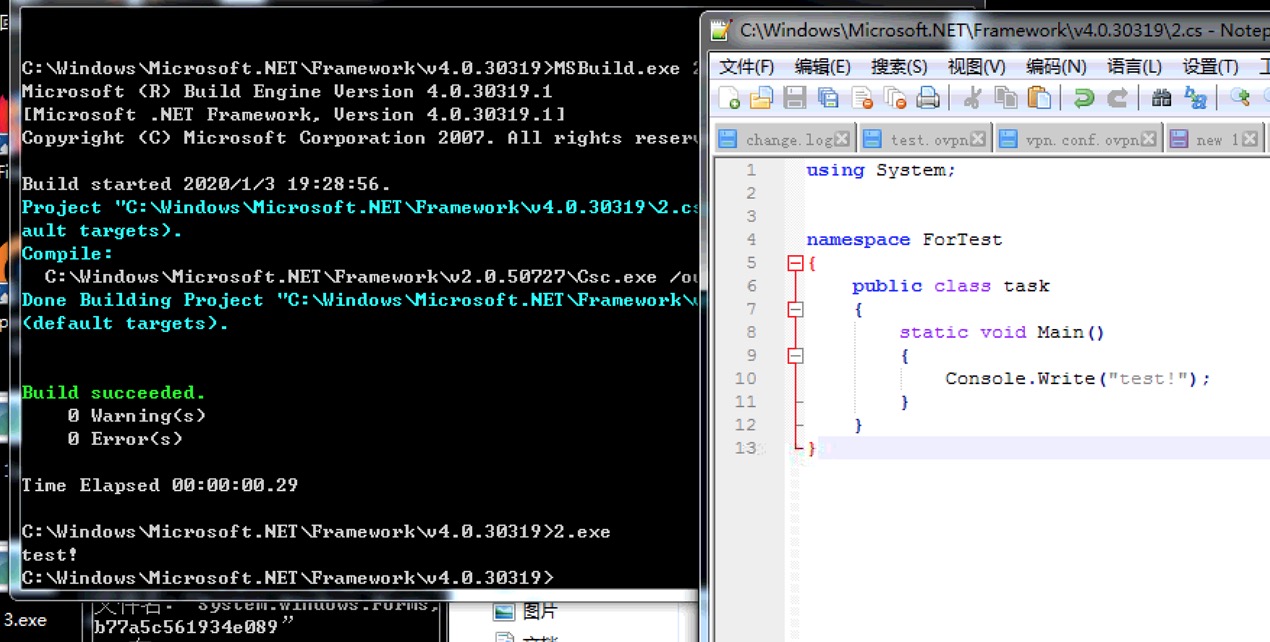 C:\Windows\Microsoft.NET\Framework\v4.0.30319>MSBuild.exe
Microsoft (R) Build Engine Version 4.0.30319.1
[Microsoft .NET Framework, Version 4.0.30319.1]
Copyright (C) Microsoft Corporation 2007. All rights reser
Build started 2020/1/3 19:28:56.
Project "C:\Windows\Microsoft.NET\Framework\v4.0.30319\2.cs
ault targets).
Compile:
C:\Windows\Microsoft.NET\Framework\v2.0.50727\Csc.exe /ou
Done Building Project "C:\Windows\Microsoft.NET\Framework\v
(default targets).
Build succeeded.
0 Warning(s)
0 Error(s)
Time Elapsed 00:00:00.29
C:\Windows\Microsoft.NET\Framework\v4.0.30319>2.exe
test!
C:\Windows\Microsoft.NET\Framework\v4.0.30319>
3.exe
文件名: "System.Windows.Forms,
b77a5c561934e089"
图片
C:\Windows\Microsoft.NET\Framework\v4.0.30319\2.cs - Notep
文件(F) 编辑(E) 搜索(S) 视图(V) 编码(N) 语言(L) 设置(T)
change.log test.ovpn vpn.conf.ovpn new 1
1 using System;
2
3
4 namespace ForTest
5 {
6 public class task
7 {
8 static void Main()
9 {
10 Console.Write("test!");
11 }
12 }
13 }